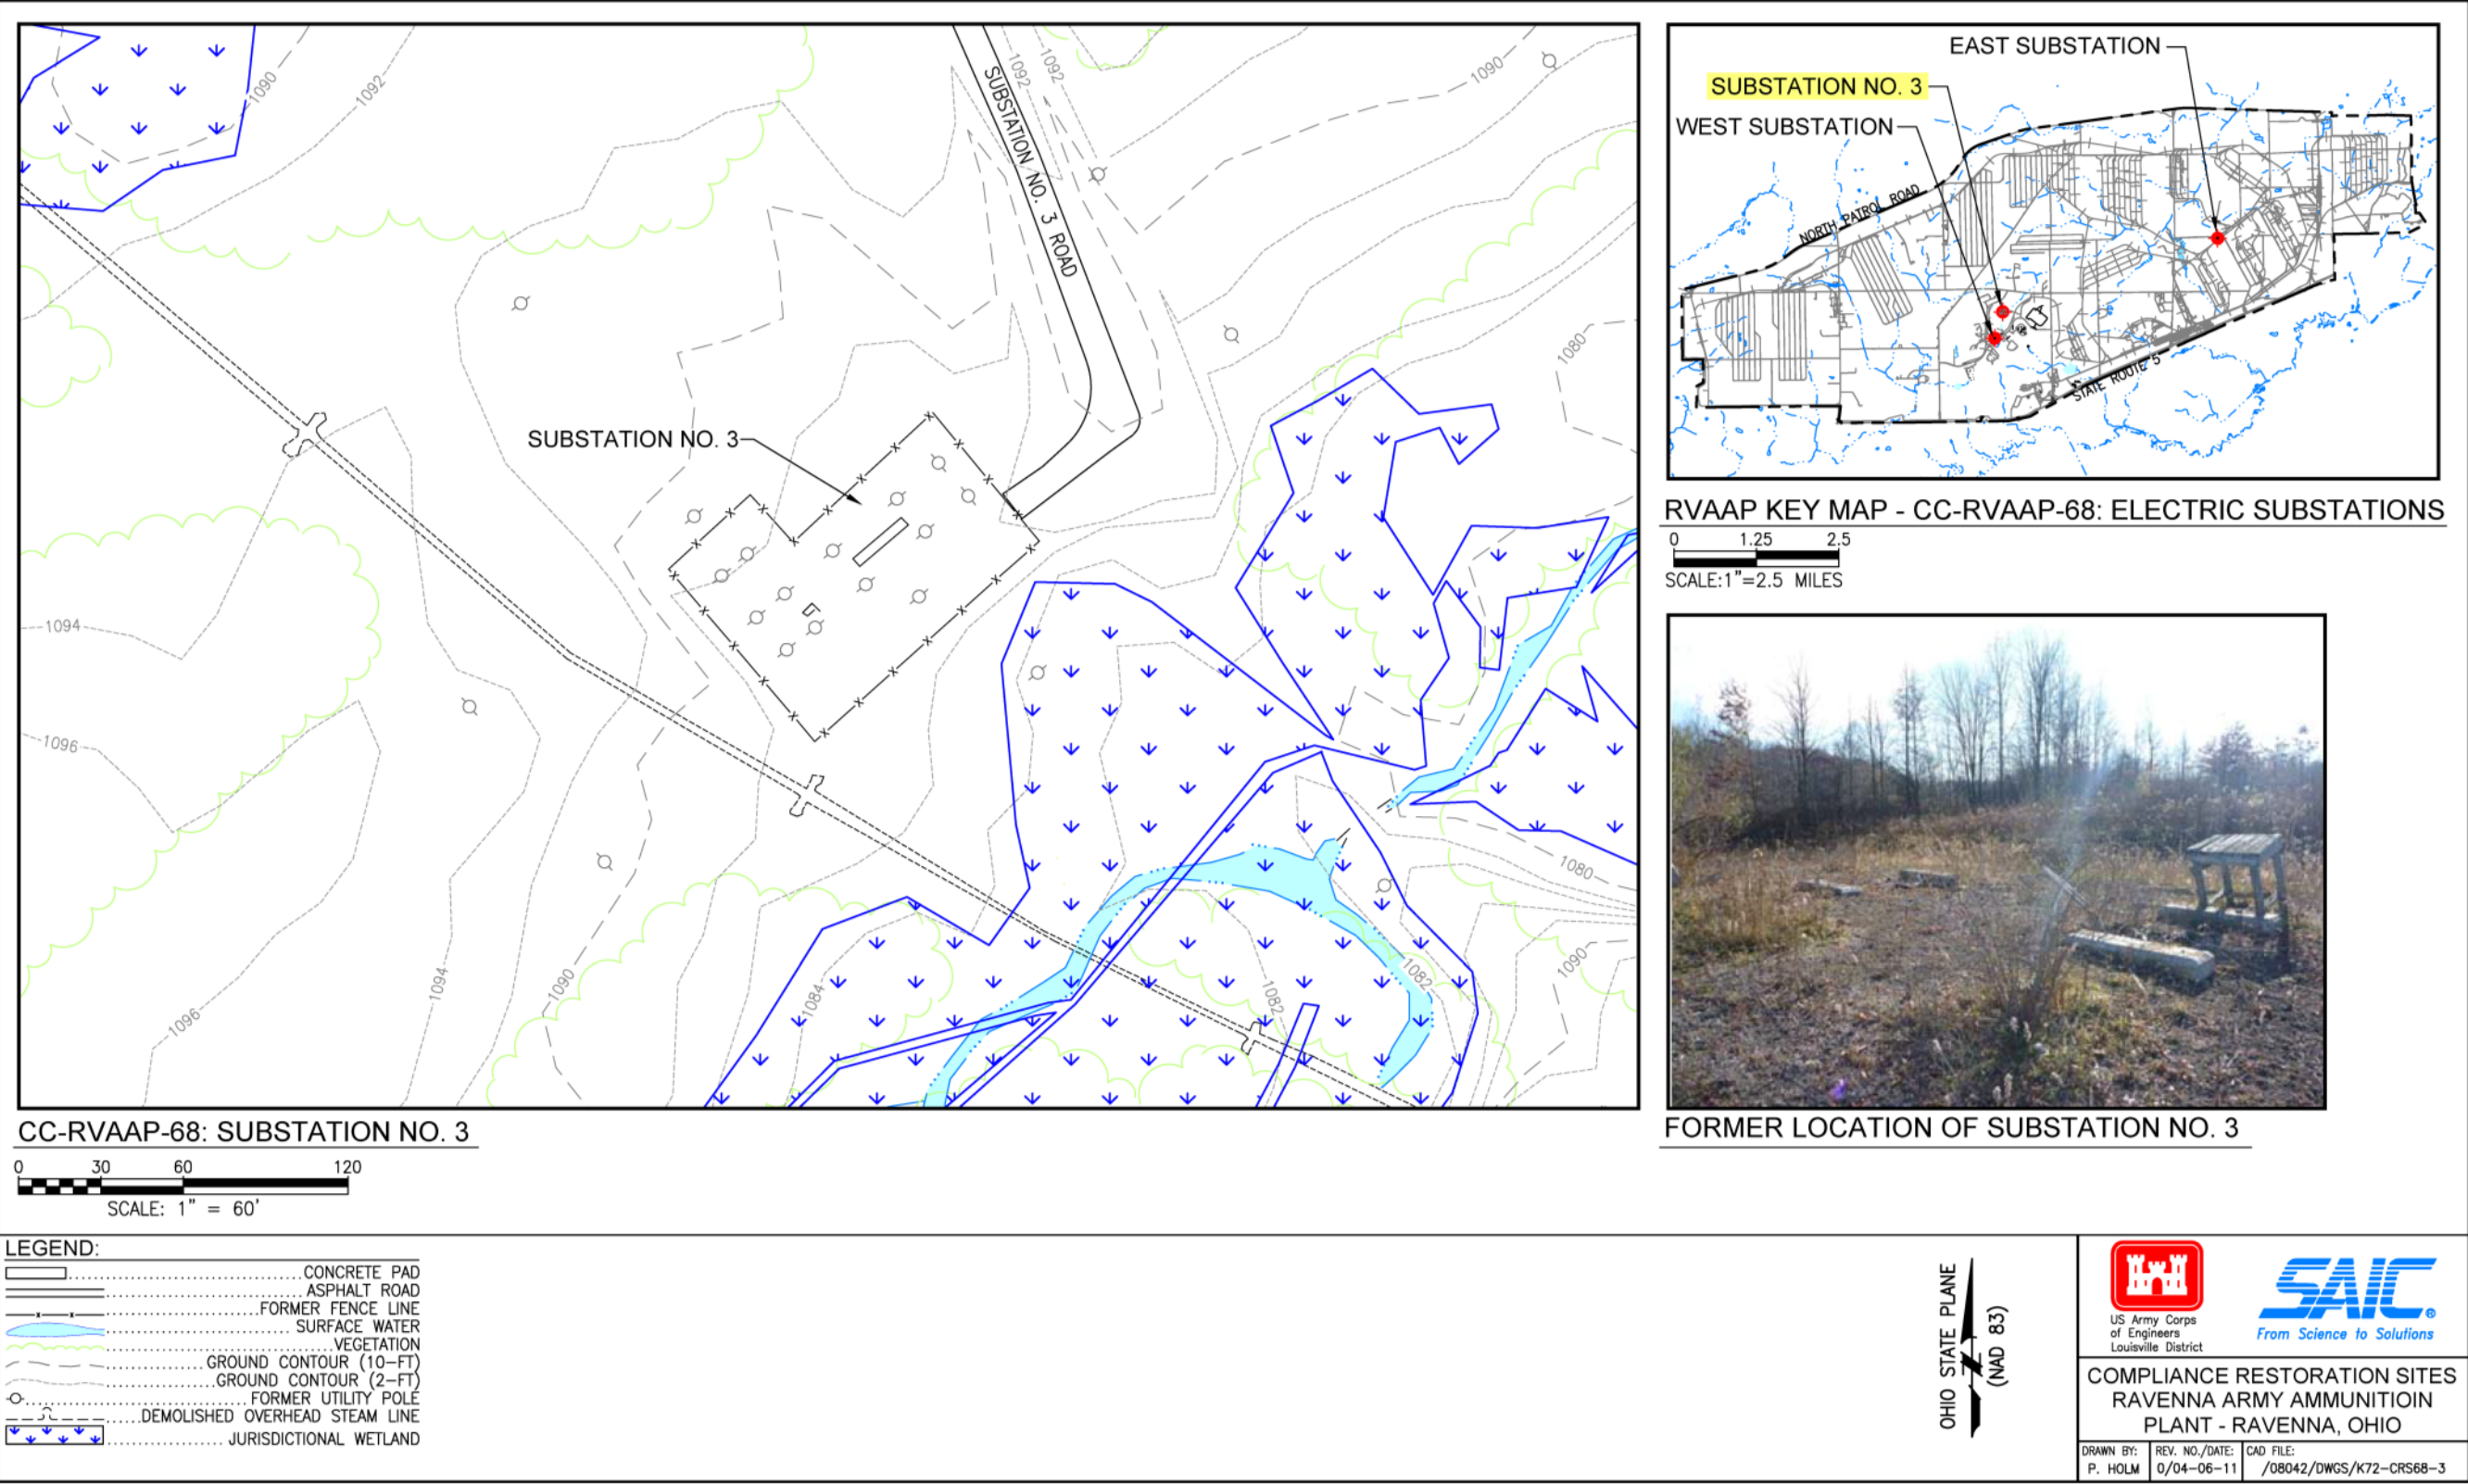 1090
1092
1092
1092
SUBSTATION NO. 3 ROAD
1090
1080
SUBSTATION NO. 3
1094
1096
1096
1094
1090
1084
1082
1082
1080
1090
CC-RVAAP-68: SUBSTATION NO. 3
0 30 60 120
SCALE: 1" = 60'
EAST SUBSTATION
SUBSTATION NO. 3
WEST SUBSTATION
NORTH PATROL ROAD
STATE ROUTE 5
RVAAP KEY MAP - CC-RVAAP-68: ELECTRIC SUBSTATIONS
0 1.25 2.5
SCALE:1"=2.5 MILES
FORMER LOCATION OF SUBSTATION NO. 3
LEGEND:
CONCRETE PAD
ASPHALT ROAD
FORMER FENCE LINE
SURFACE WATER
VEGETATION
GROUND CONTOUR (10-FT)
GROUND CONTOUR (2-FT)
FORMER UTILITY POLE
DEMOLISHED OVERHEAD STEAM LINE
JURISDICTIONAL WETLAND
OHIO STATE PLANE
(NAD 83)
US Army Corps
of Engineers
Louisville District
SAIC®
From Science to Solutions
COMPLIANCE RESTORATION SITES
RAVENNA ARMY AMMUNITIOIN
PLANT - RAVENNA, OHIO
DRAWN BY:
P. HOLM
REV. NO./DATE:
0/04-06-11
CAD FILE:
/08042/DWGS/K72-CRS68-3